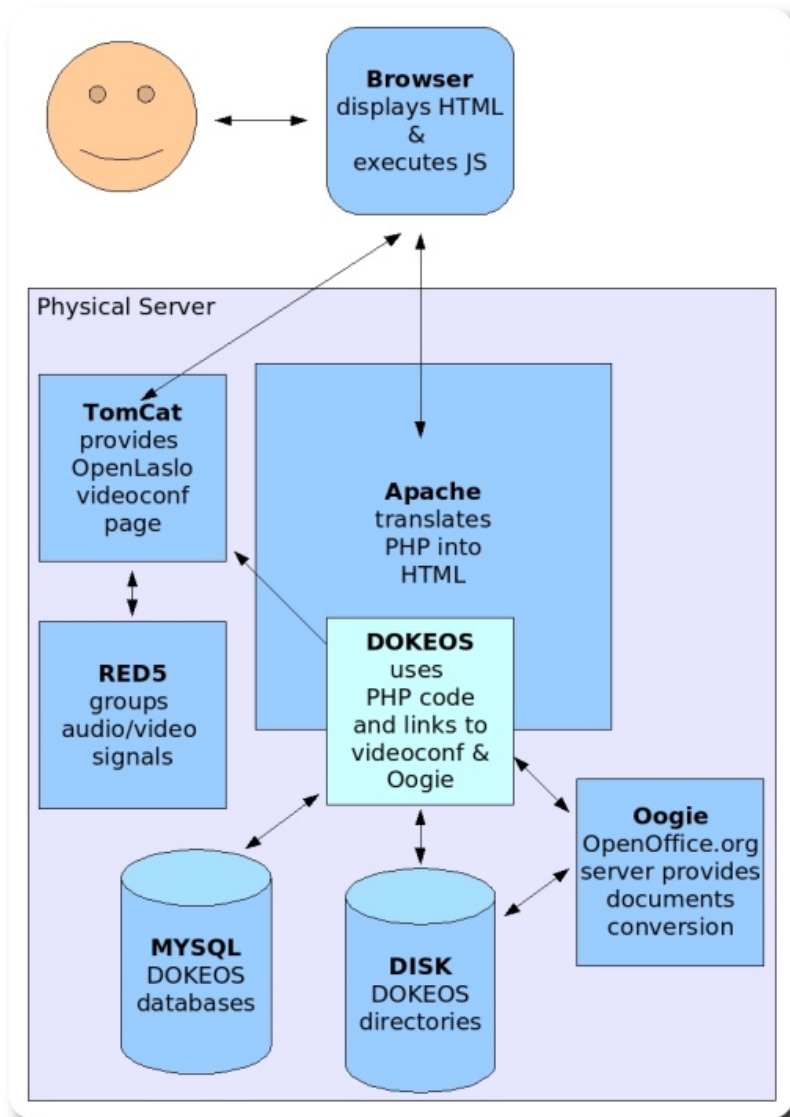 Browser
displays HTML
&
executes JS
Physical Server
TomCat
provides
OpenLaslo
videoconf
page
Apache
translates
PHP into
HTML
RED5
groups
audio/video
signals
DOKEOS
uses
PHP code
and links to
videoconf &
Oogie
Oogie
OpenOffice.org
server provides
documents
conversion
MYSQL
DOKEOS
databases
DISK
DOKEOS
directories